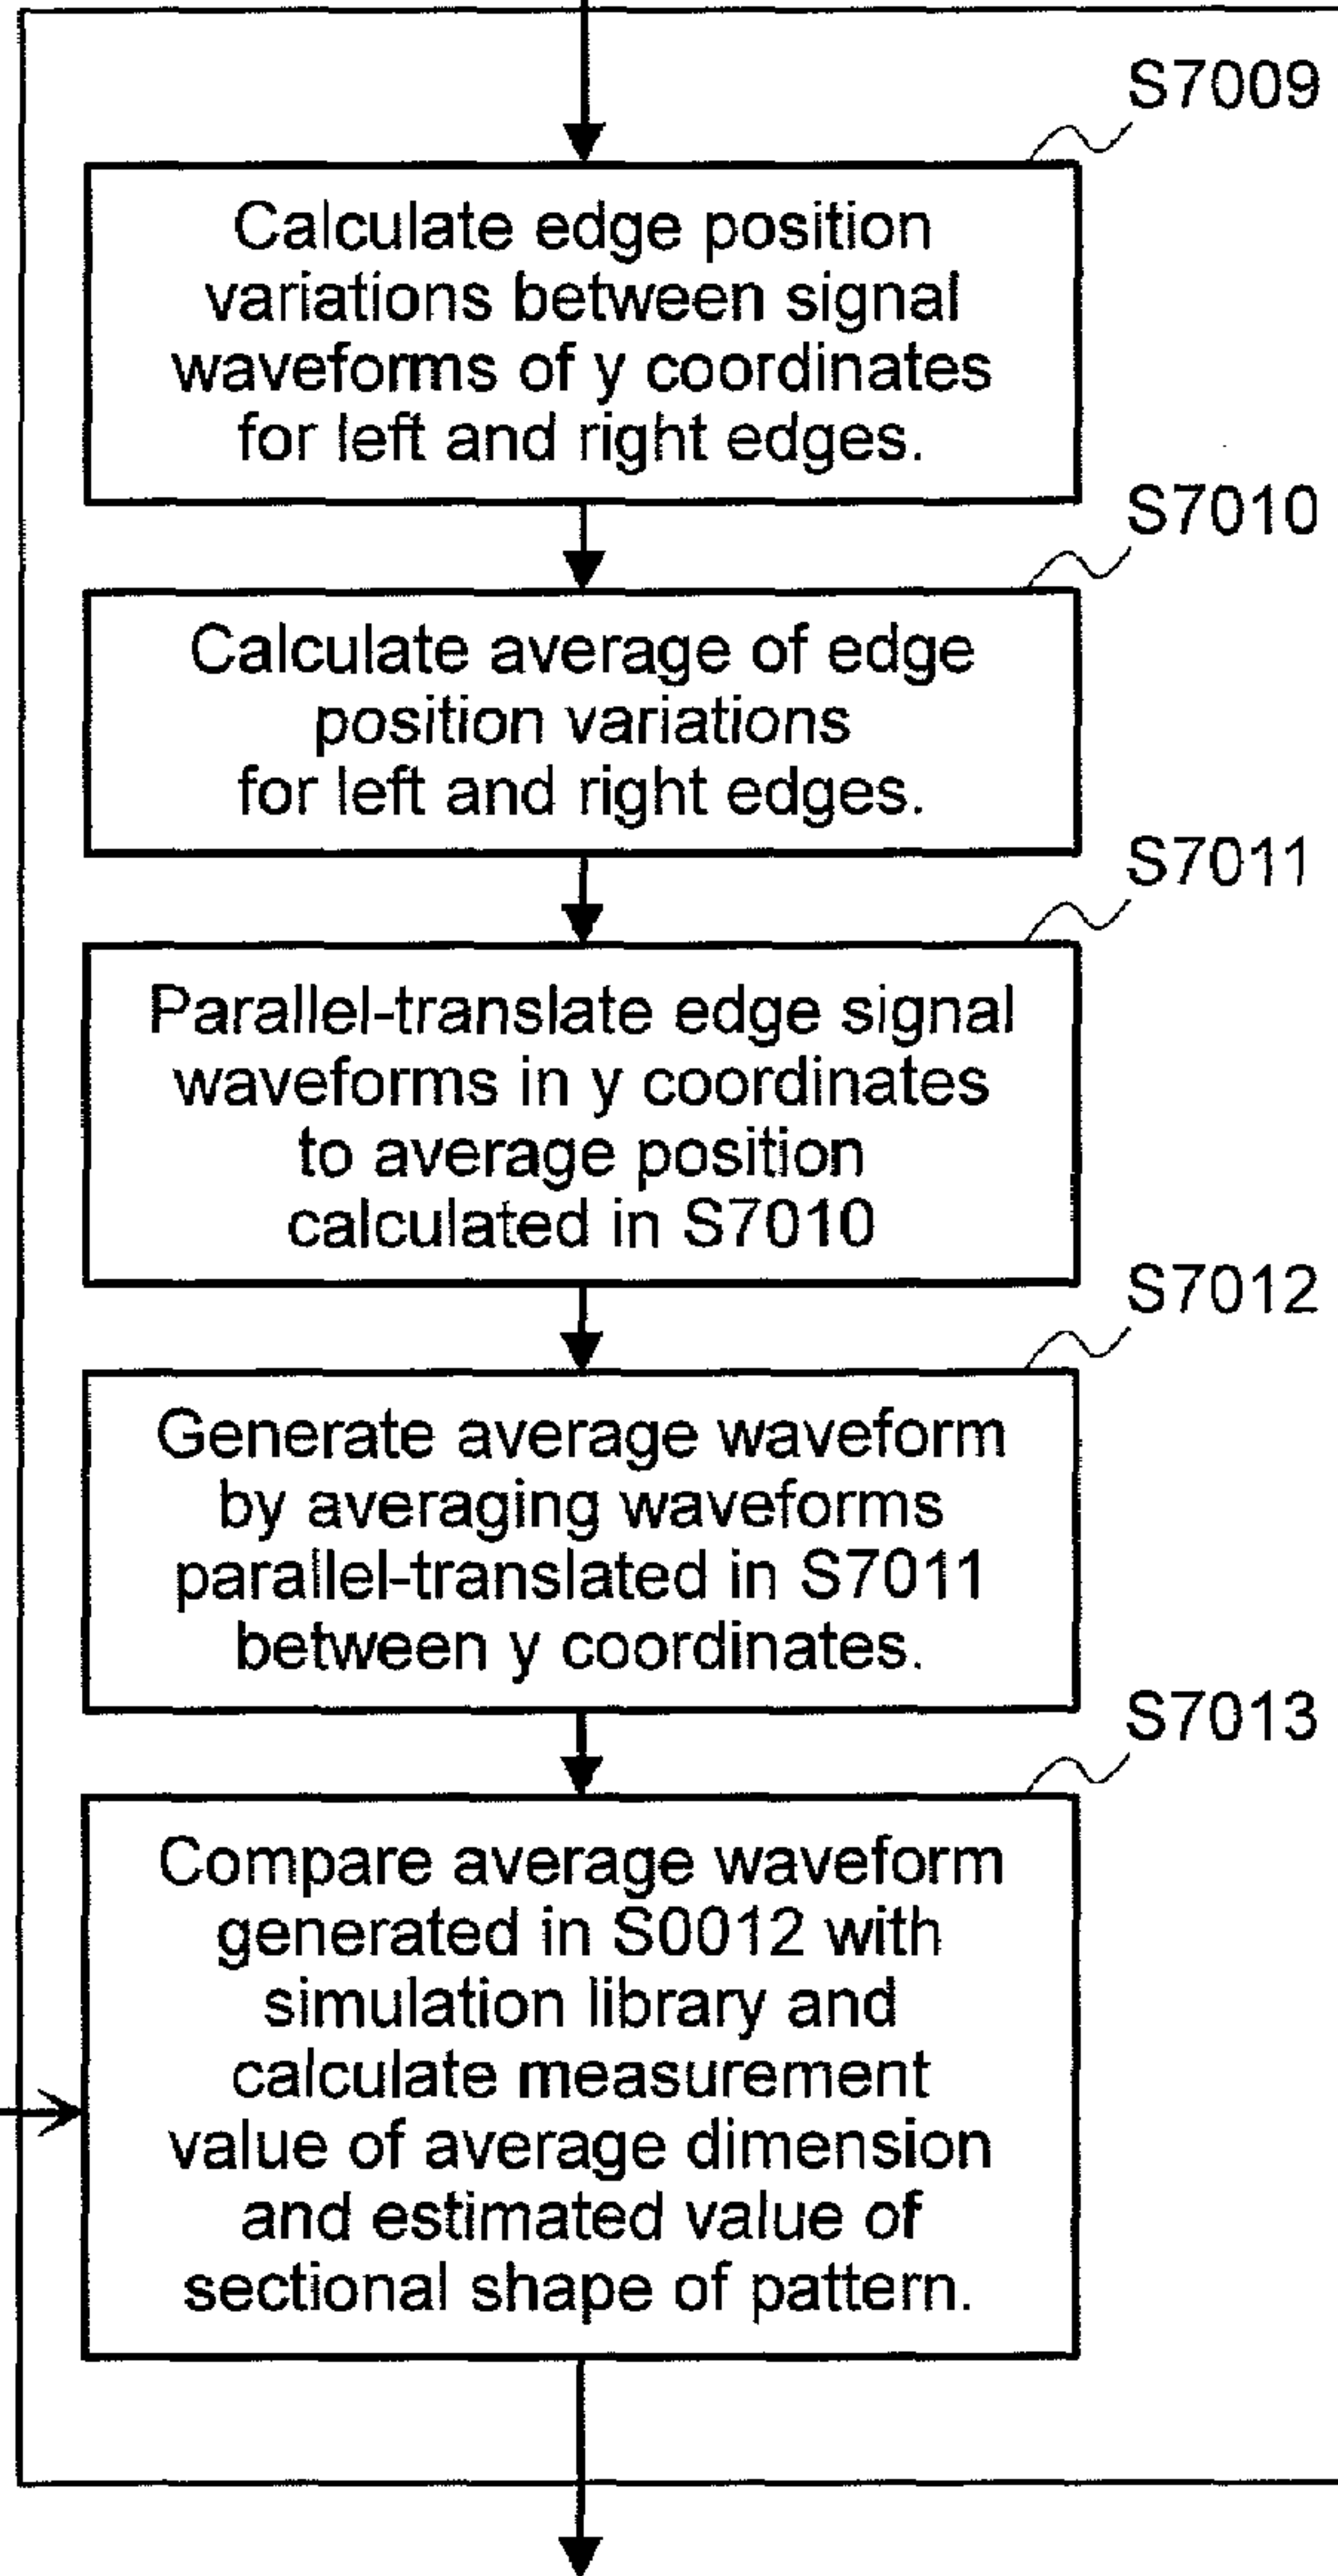 S7009
Calculate edge position
variations between signal
waveforms of y coordinates
for left and right edges.
S7010
Calculate average of edge
position variations
for left and right edges.
S7011
Parallel-translate edge signal
waveforms in y coordinates
to average position
calculated in S7010
S7012
Generate average waveform
by averaging waveforms
parallel-translated in S7011
between y coordinates.
S7013
Compare average waveform
generated in S0012 with
simulation library and
calculate measurement
value of average dimension
and estimated value of
sectional shape of pattern.